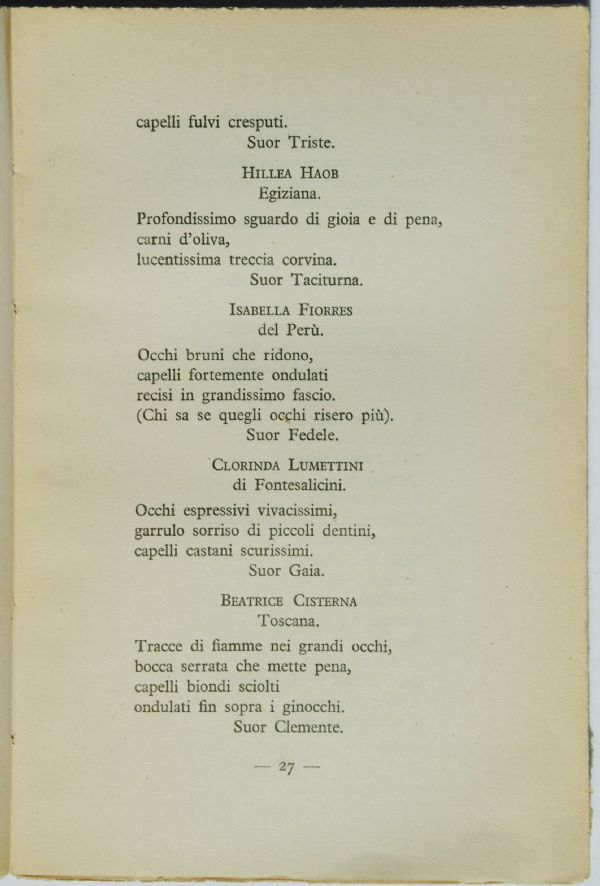 capelli fulvi cresputi.
Suor Triste.
HILLEA HAOB
Egiziana.
Profondissimo sguardo di gioia e di pena,
carni d'oliva,
lucentissima treccia corvina.
Suor Taciturna.
ISABELLA FIORRES
del Perù.
Occhi bruni che ridono,
capelli fortemente ondulati
recisi in grandissimo fascio.
(Chi sa se quegli occhi risero più).
Suor Fedele.
CLORINDA LUMETTINI
di Fontesalicini.
Occhi espressivi vivacissimi,
garrulo sorriso di piccoli dentini,
capelli castani scurissimi.
Suor Gaia.
BEATRICE CISTERNA
Toscana.
Tracce di fiamme nei grandi occhi,
bocca serrata che mette pena,
capelli biondi sciolti
ondulati fin sopra i ginocchi.
Suor Clemente.
— 27 —